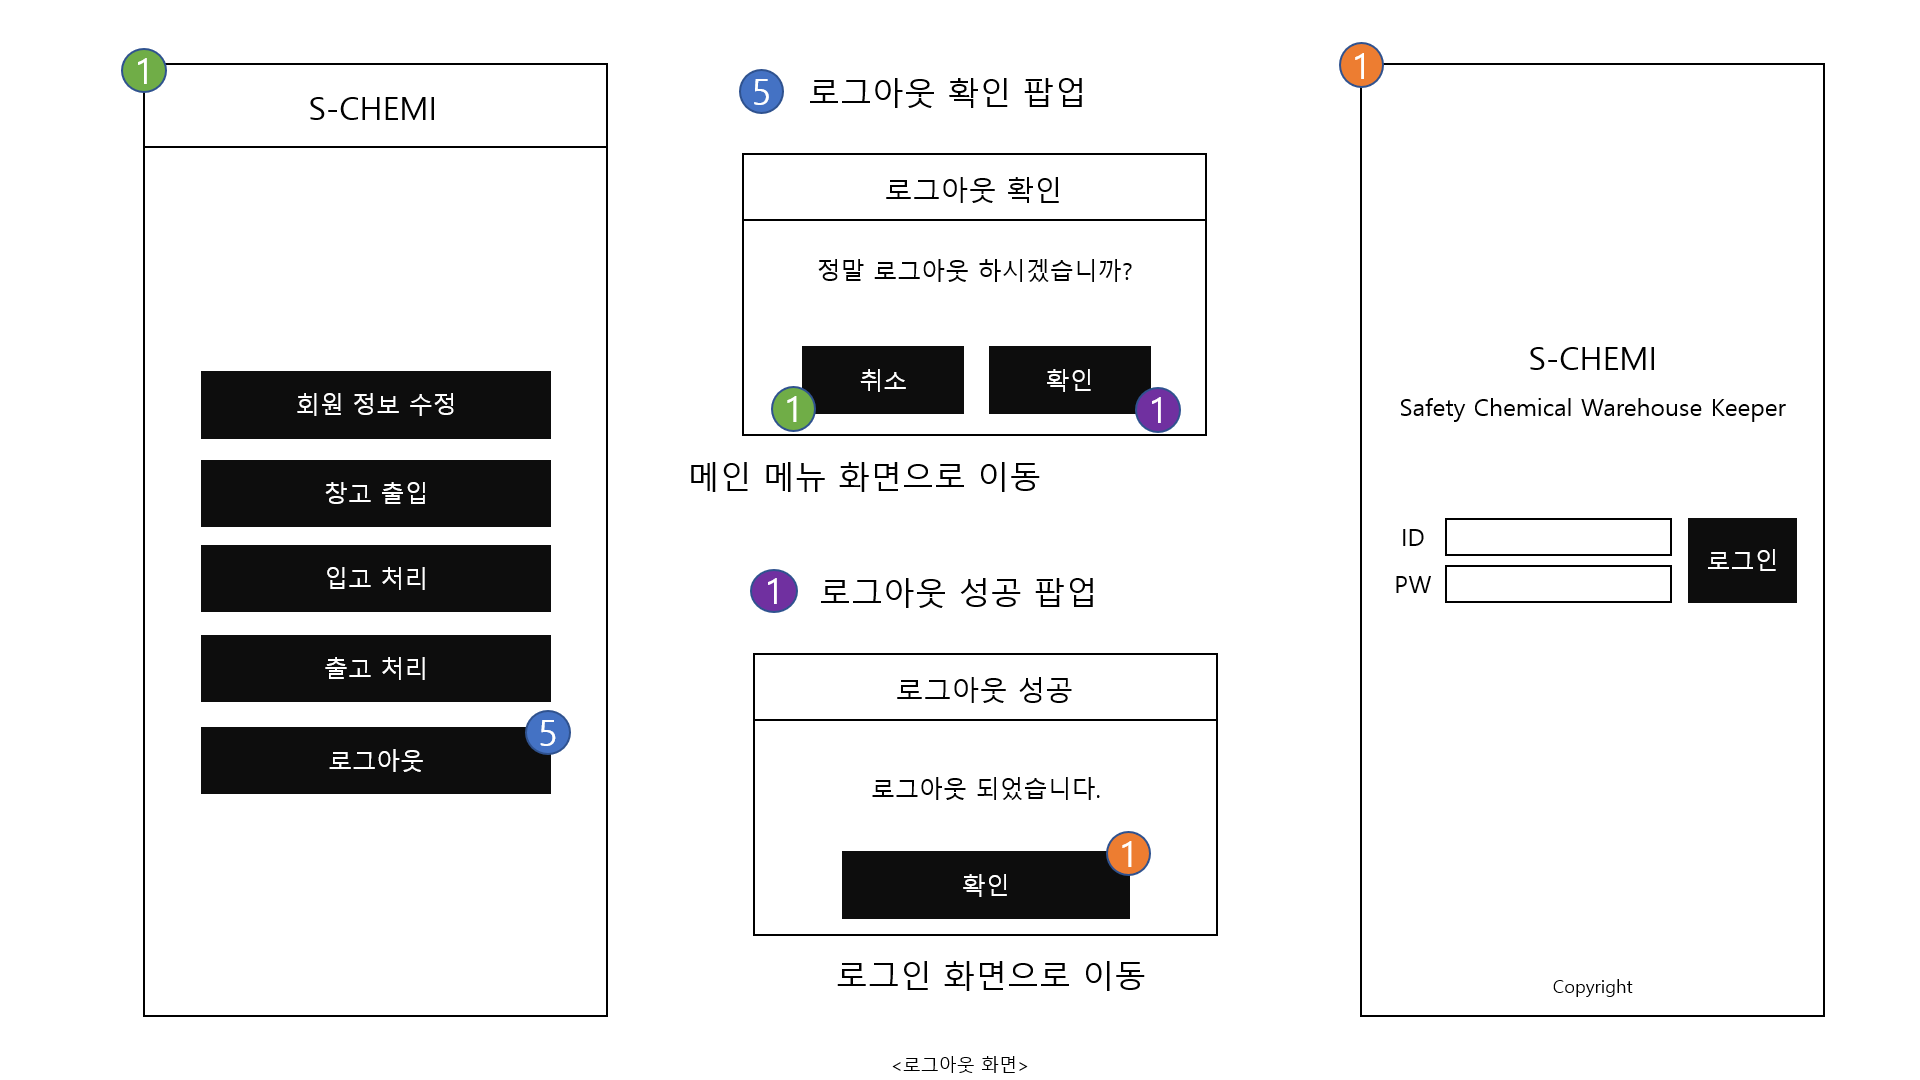 1
S-CHEMI
회원 정보 수정
창고 출입
입고 처리
출고 처리
5
로그아웃
5 로그아웃 확인 팝업
로그아웃 확인
정말 로그아웃 하시겠습니까?
취소 확인
1 1
메인 메뉴 화면으로 이동
1 로그아웃 성공 팝업
로그아웃 성공
로그아웃 되었습니다.
1
확인
로그인 화면으로 이동
1
S-CHEMI
Safety Chemical Warehouse Keeper
ID
로그인
PW
Copyright
<로그아웃 화면>